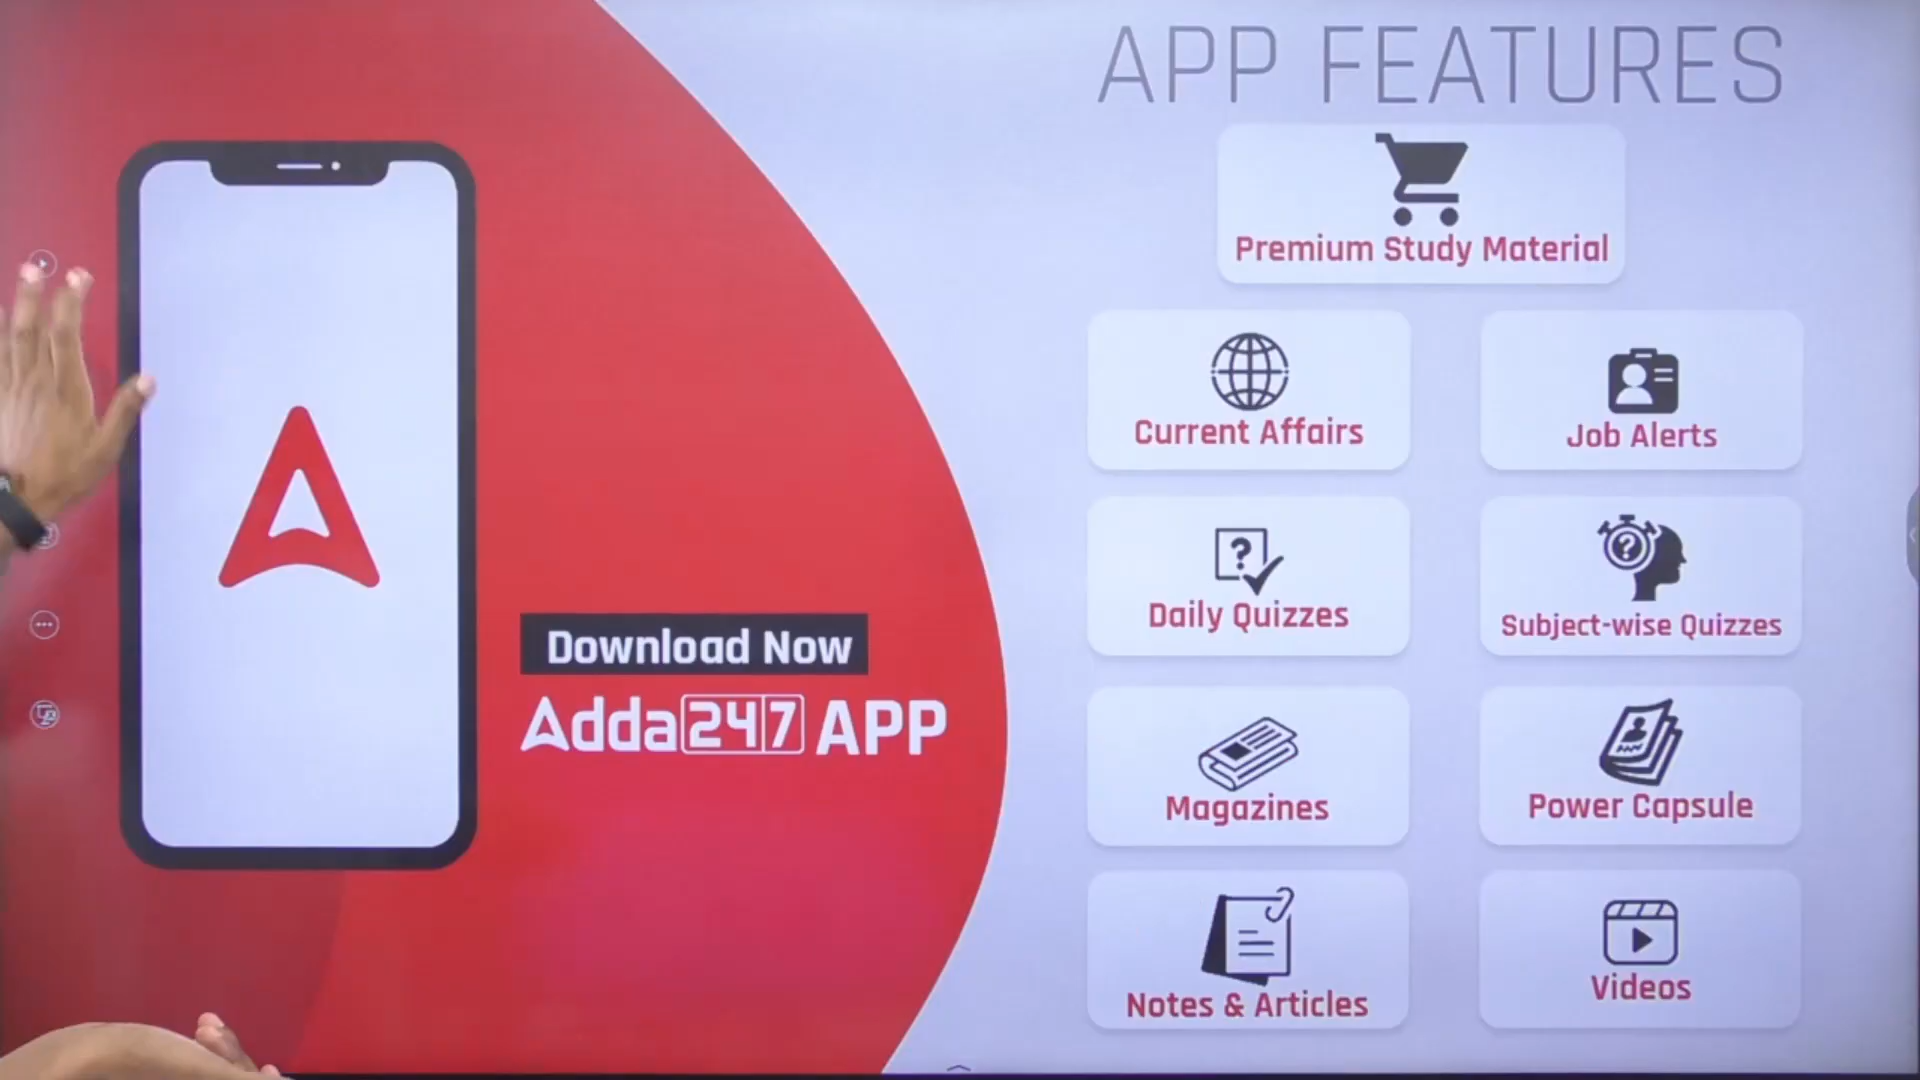 APP FEATURES
Premium Study Material
Current Affairs
Job Alerts
Daily Quizzes
Subject-wise Quizzes
Magazines
Power Capsule
Notes & Articles
Videos
Download Now
Adda247 APP